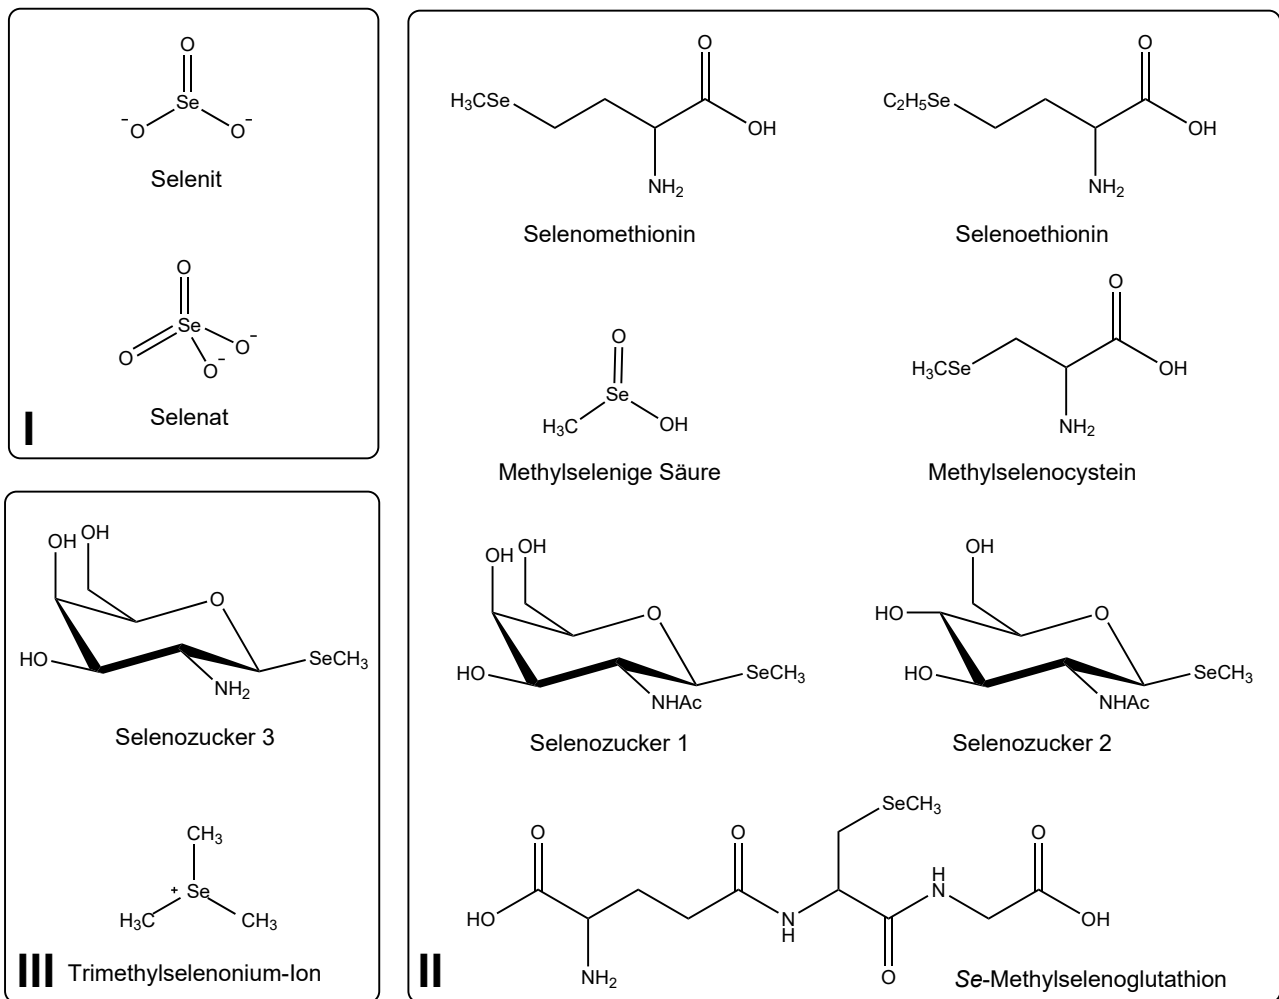 O
Se
⁻O O⁻
Selenit
O
Se
O O⁻
O⁻
Selenat
I
O
H₃CSe
OH
NH₂
Selenomethionin
O
C₂H₅Se
OH
NH₂
Selenoethionin
O
Se
H₃C OH
Methylselenige Säure
O
H₃CSe OH
NH₂
Methylselenocystein
OH OH
O
HO SeCH₃
NH₂
Selenozucker 3
CH₃
+ Se
H₃C CH₃
III Trimethylselenonium-Ion
OH OH
O
HO SeCH₃
NHAc
Selenozucker 1
OH
HO O
HO SeCH₃
NHAc
Selenozucker 2
SeCH₃
O O O
H
N
HO N OH
H
NH₂ O
II Se-Methylselenoglutathion